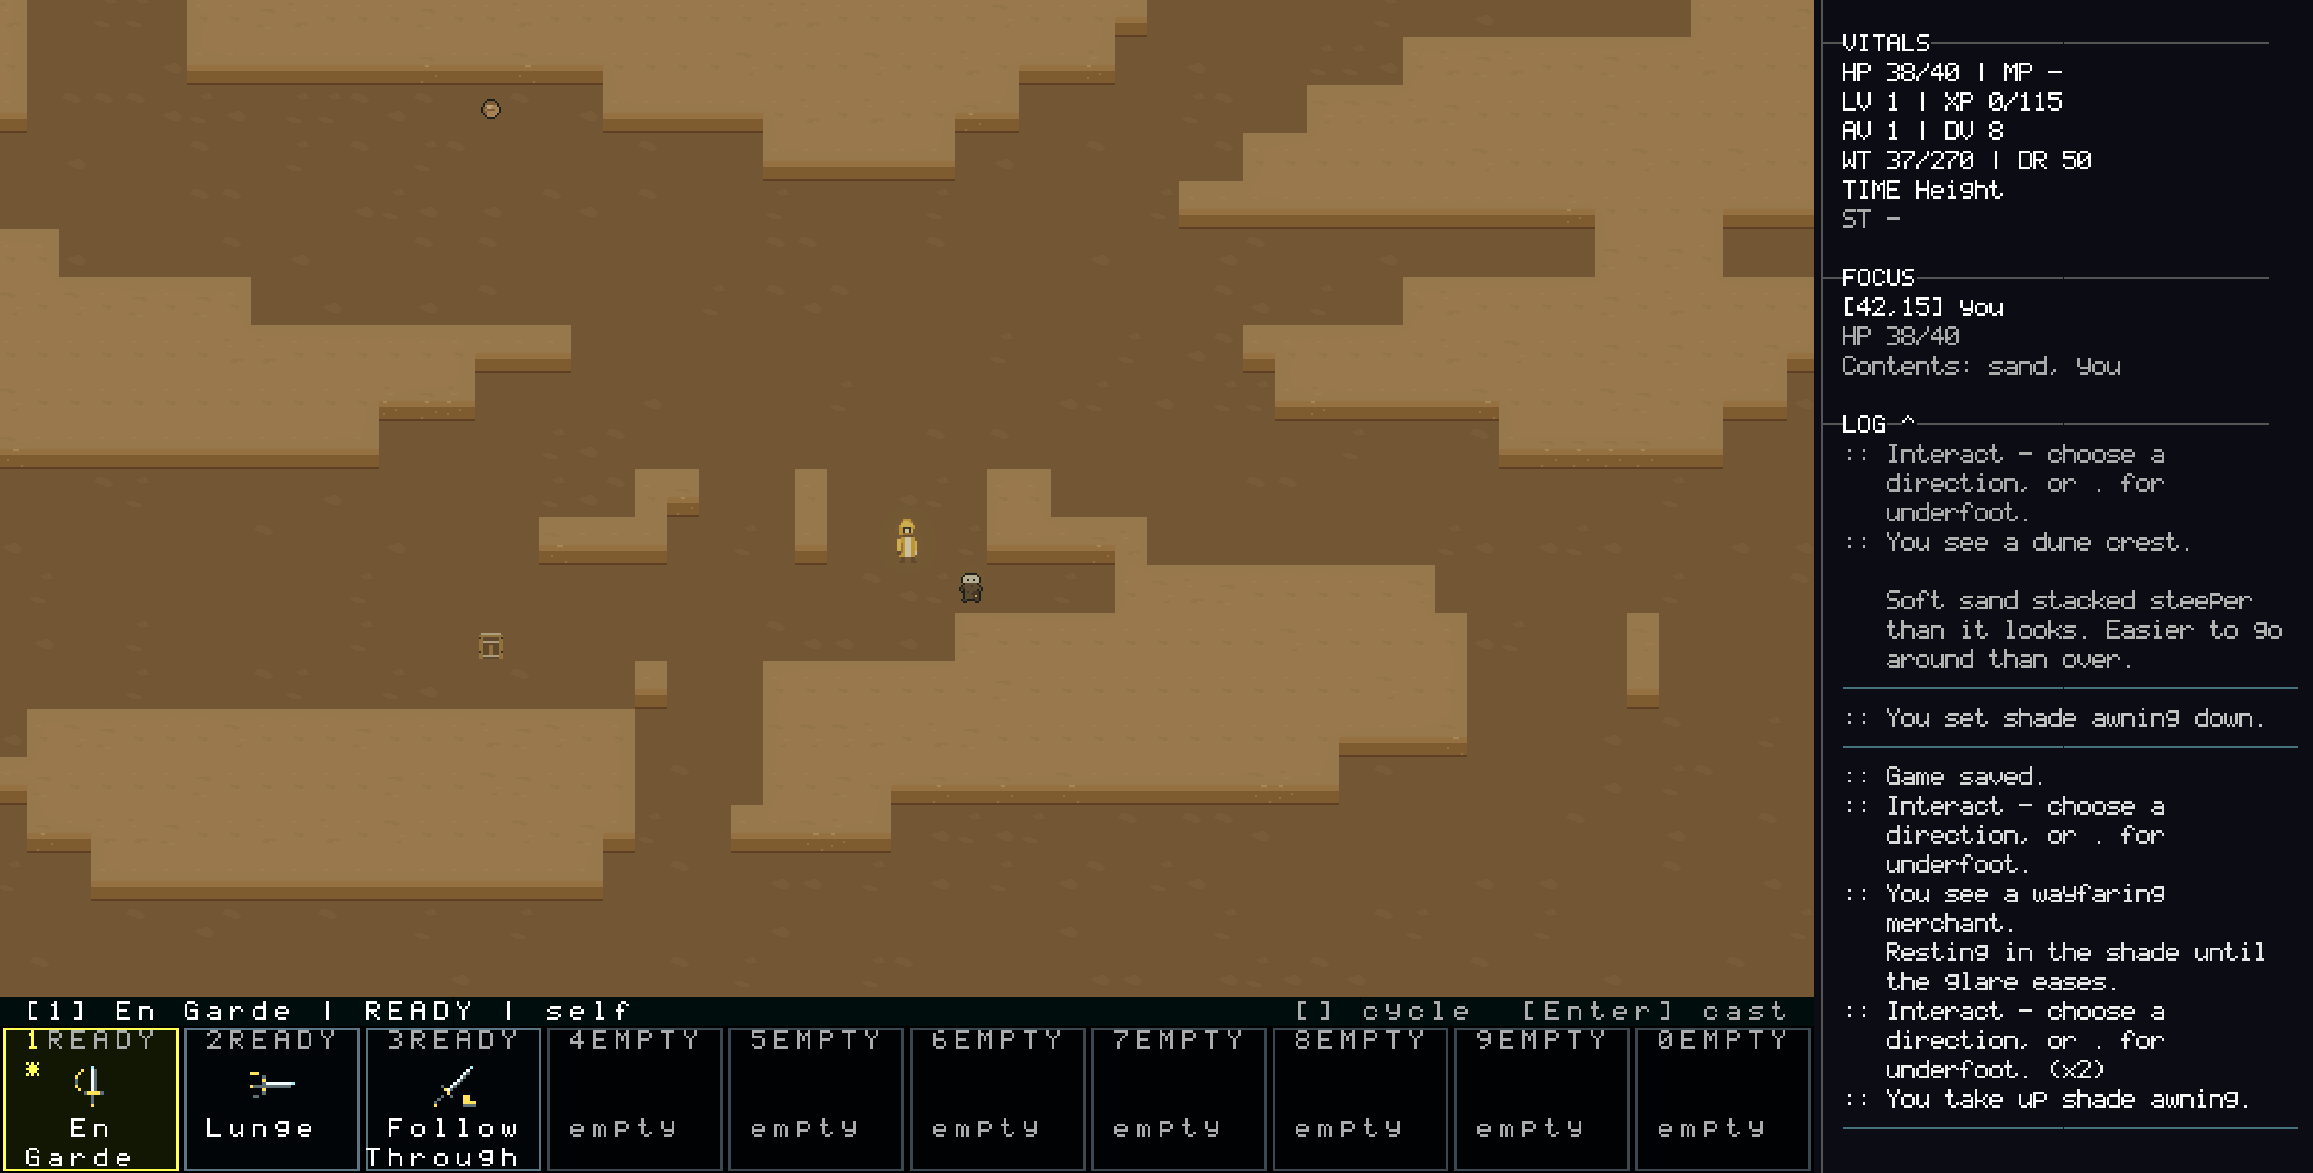 VITALS
HP 38/40 | MP -
LV 1 | XP 0/115
AV 1 | DV 8
WT 37/270 | DR 50
TIME Height
ST -
FOCUS
[42,15] You
HP 38/40
Contents: sand, You
LOG ^
:: Interact - choose a
direction, or . for
underfoot.
:: You see a dune crest.
Soft sand stacked steeper
than it looks. Easier to go
around than over.
:: You set shade awning down.
:: Game saved.
:: Interact - choose a
direction, or . for
underfoot.
:: You see a wayfaring
merchant.
Resting in the shade until
the glare eases.
:: Interact - choose a
direction, or . for
underfoot. (x2)
:: You take up shade awning.
[1] En Garde | READY | self
[] cycle [Enter] cast
1READY
En
Garde
2READY
Lunge
3READY
Follow
Through
4EMPTY
empty
5EMPTY
empty
6EMPTY
empty
7EMPTY
empty
8EMPTY
empty
9EMPTY
empty
0EMPTY
empty